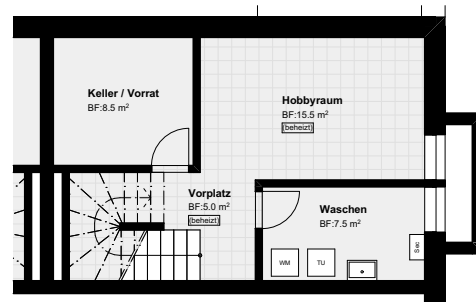 Keller / Vorrat
BF:8.5 m²
Hobbyraum
BF:15.5 m²
(beheizt)
Vorplatz
BF:5.0 m²
(beheizt)
Waschen
BF:7.5 m²
WM
TU
Sec